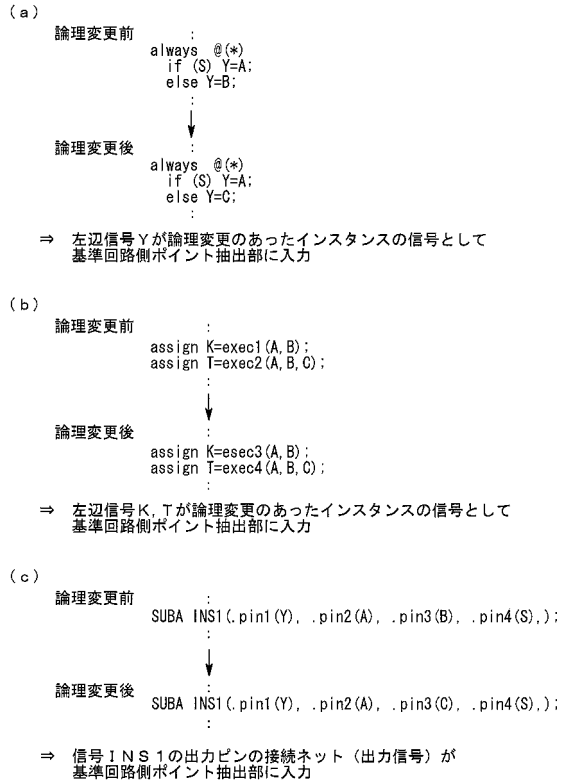 (a)
論理変更前
:
always @(*)
if (S) Y=A;
else Y=B;
:
論理変更後
:
always @(*)
if (S) Y=A;
else Y=C;
:
⇒ 左辺信号Yが論理変更のあったインスタンスの信号として
基準回路側ポイント抽出部に入力
(b)
論理変更前
:
assign K=exec1(A,B);
assign T=exec2(A,B,C);
:
論理変更後
:
assign K=esec3(A,B);
assign T=exec4(A,B,C);
:
⇒ 左辺信号K,Tが論理変更のあったインスタンスの信号として
基準回路側ポイント抽出部に入力
(c)
論理変更前
:
SUBA INS1(.pin1(Y), .pin2(A), .pin3(B), .pin4(S),);
:
論理変更後
:
SUBA INS1(.pin1(Y), .pin2(A), .pin3(C), .pin4(S),);
:
⇒ 信号INS1の出力ピンの接続ネット(出力信号)が
基準回路側ポイント抽出部に入力